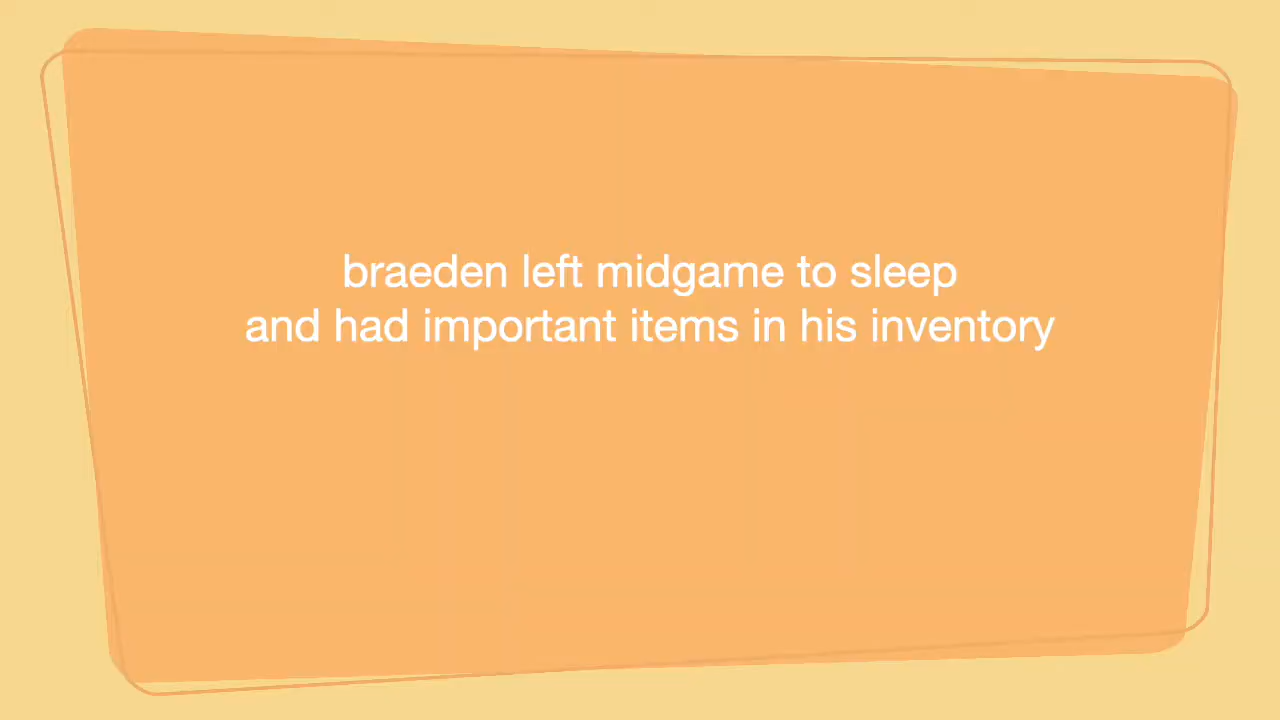 braeden left midgame to sleep
and had important items in his inventory